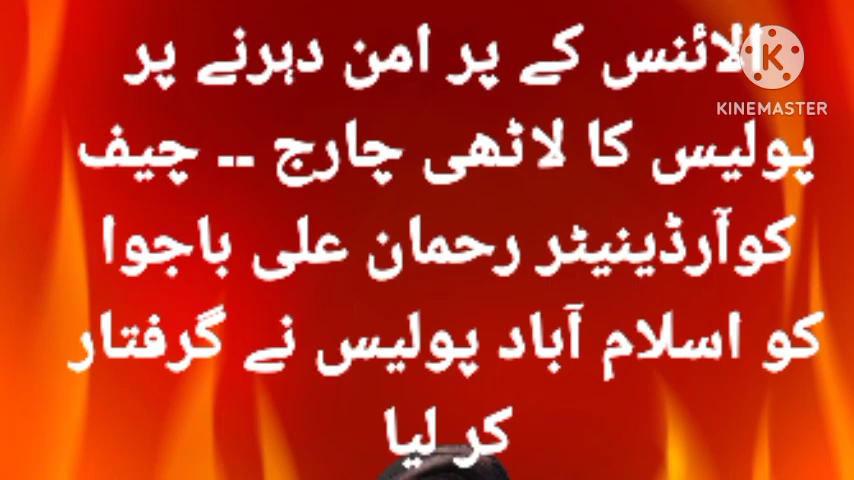 الائنس کے پر امن دہرنے پر
پولیس کا لاٹھی چارج -- چیف
کوآرڈینیٹر رحمان علی باجوا
کو اسلام آباد پولیس نے گرفتار
کر لیا
K
KINEMASTER